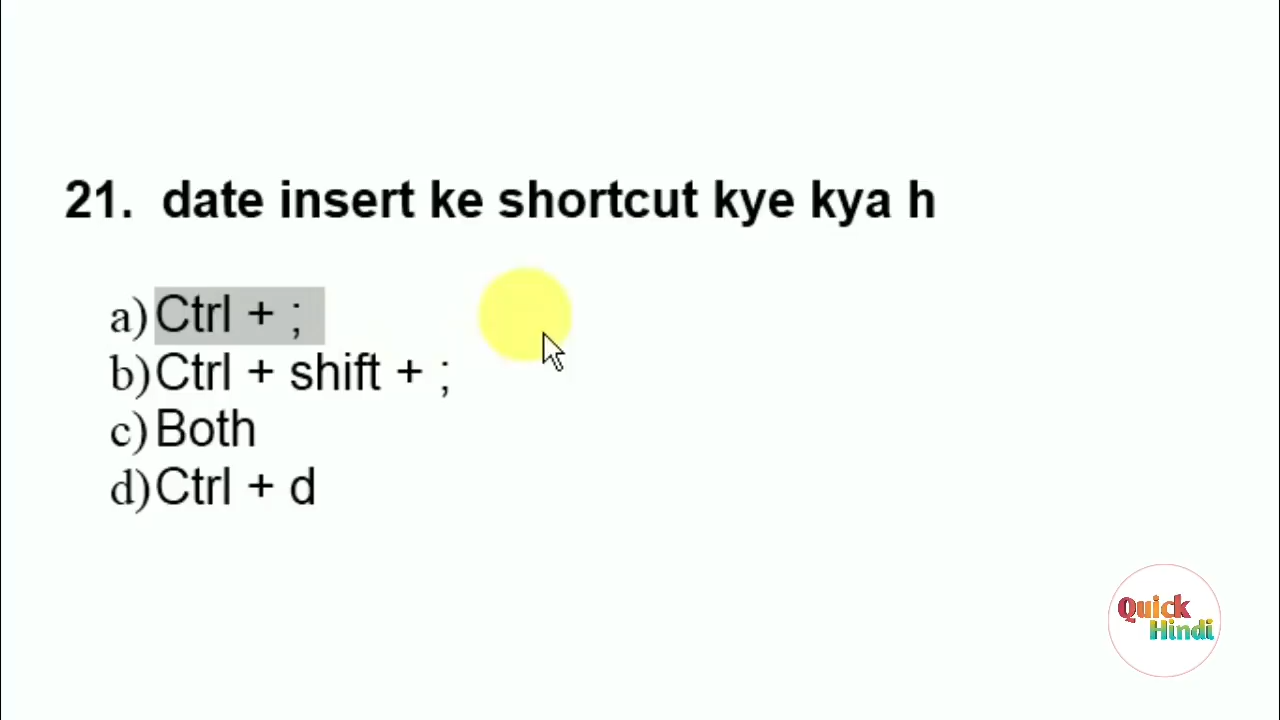 21. date insert ke shortcut kye kya h
a) Ctrl + ;
b) Ctrl + shift + ;
c) Both
d) Ctrl + d
Quick
Hindi